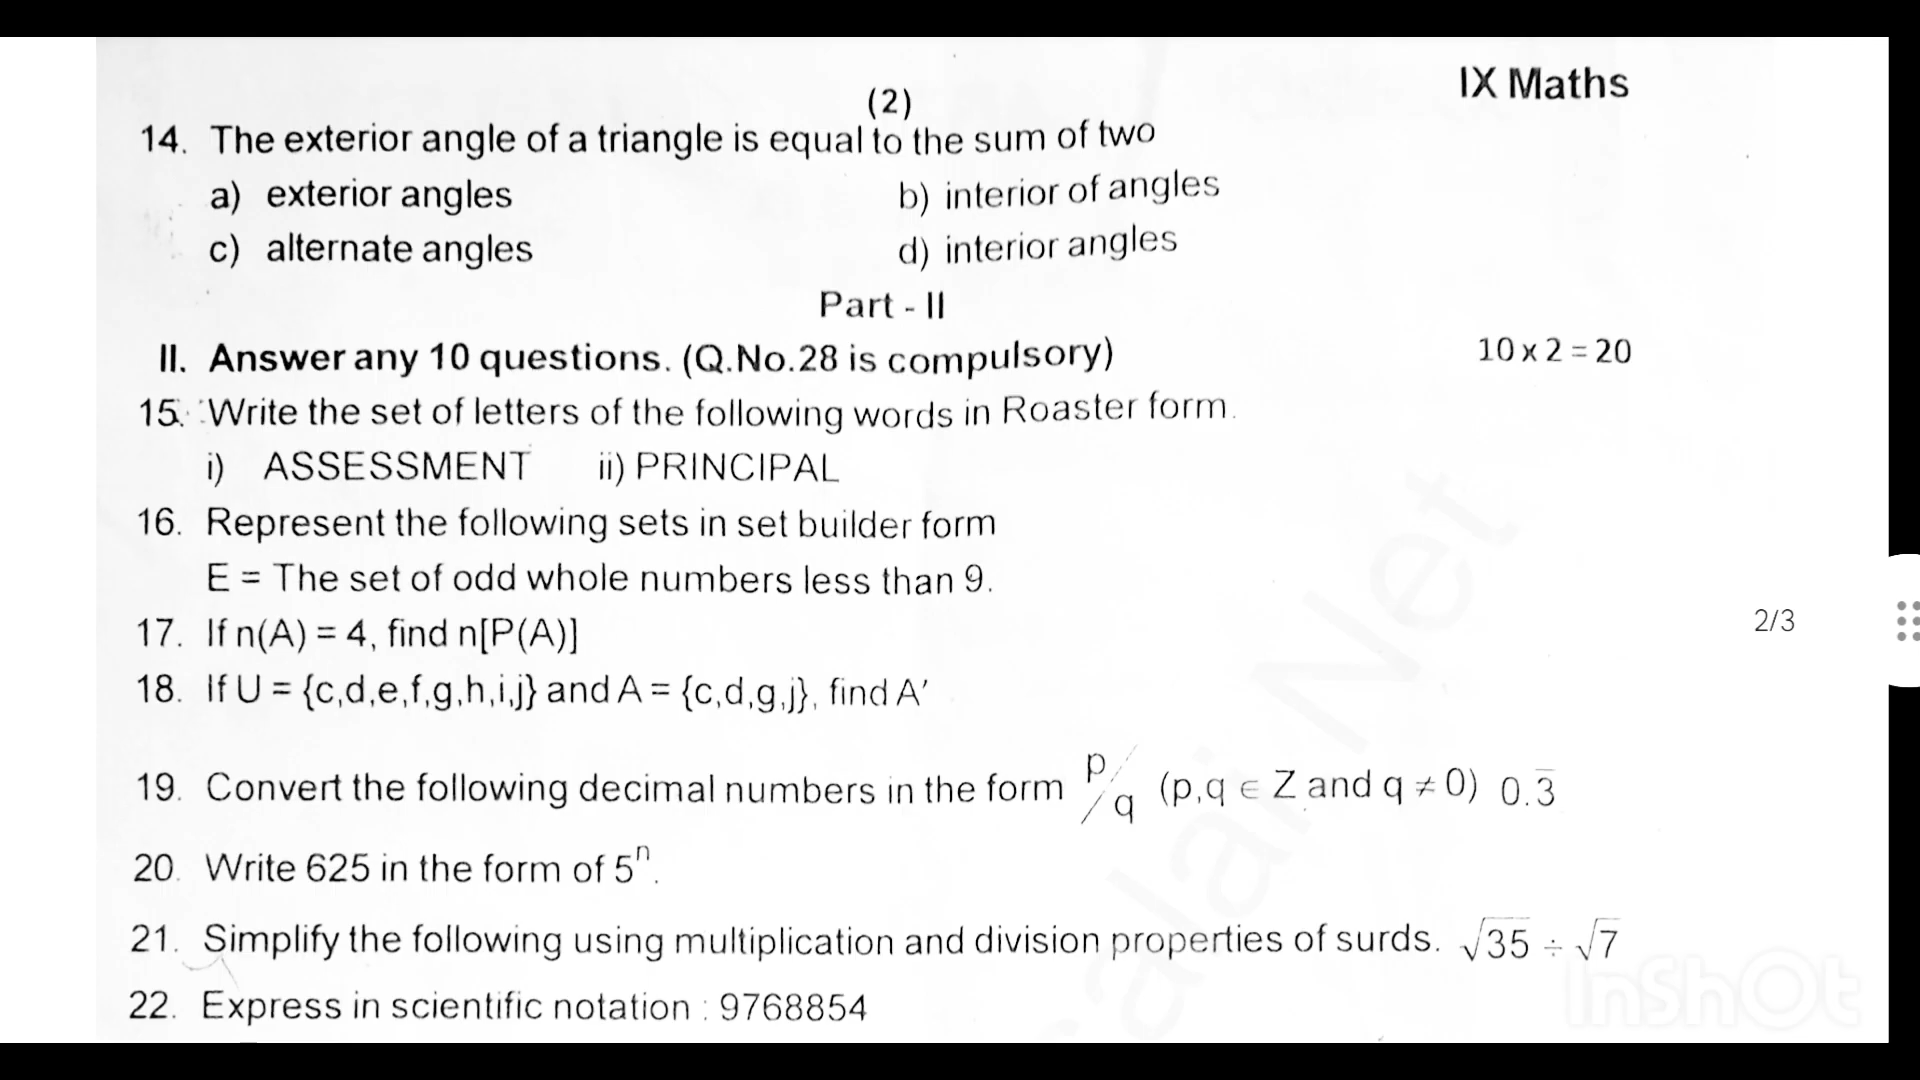 IX Maths
(2)
14. The exterior angle of a triangle is equal to the sum of two
a) exterior angles b) interior of angles
c) alternate angles d) interior angles
Part - II
II. Answer any 10 questions. (Q.No.28 is compulsory) 10 x 2 = 20
15. Write the set of letters of the following words in Roaster form.
i) ASSESSMENT ii) PRINCIPAL
16. Represent the following sets in set builder form
E = The set of odd whole numbers less than 9.
17. If n(A) = 4, find n[P(A)]
2/3
18. If U = {c,d,e,f,g,h,i,j} and A = {c,d,g,j}, find A′
19. Convert the following decimal numbers in the form p/q (p,q ∈ Z and q ≠ 0) 0.3̅
20. Write 625 in the form of 5ⁿ.
21. Simplify the following using multiplication and division properties of surds. √35 ÷ √7
22. Express in scientific notation : 9768854
InShOt